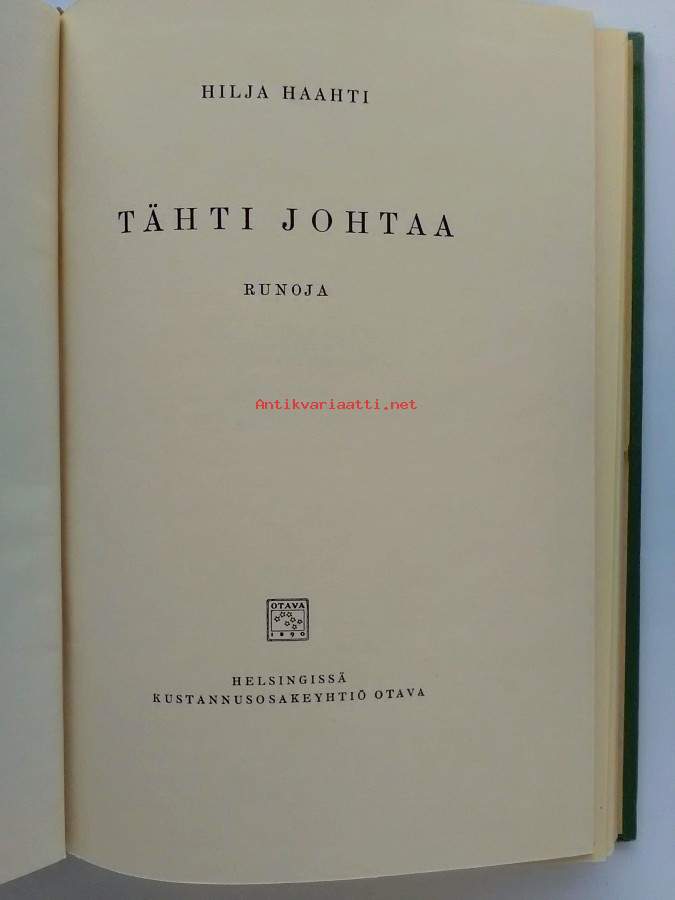 HILJA HAAHTI
TÄHTI JOHTAA
RUNOJA
Antikvariaatti.net
OTAVA
1890
HELSINGISSÄ
KUSTANNUSOSAKEYHTIÖ OTAVA